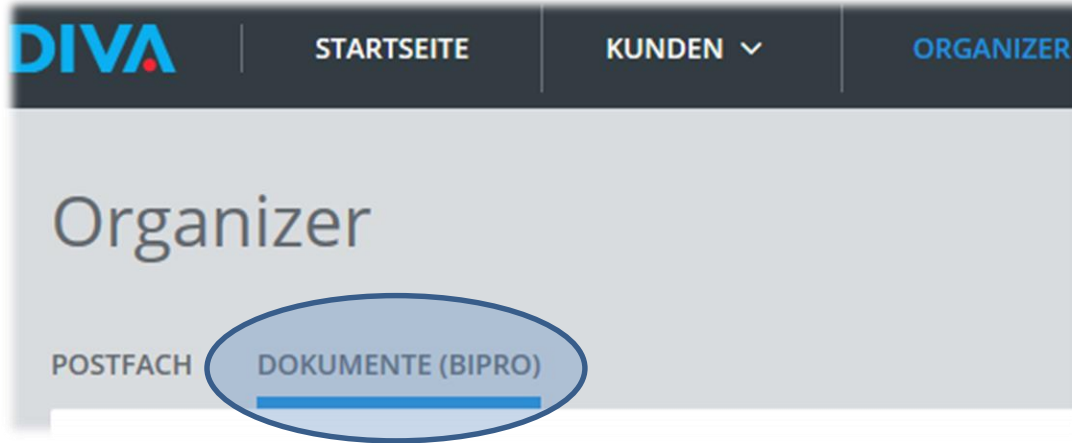 DIVA STARTSEITE KUNDEN ORGANIZER
Organizer
POSTFACH DOKUMENTE (BIPRO)